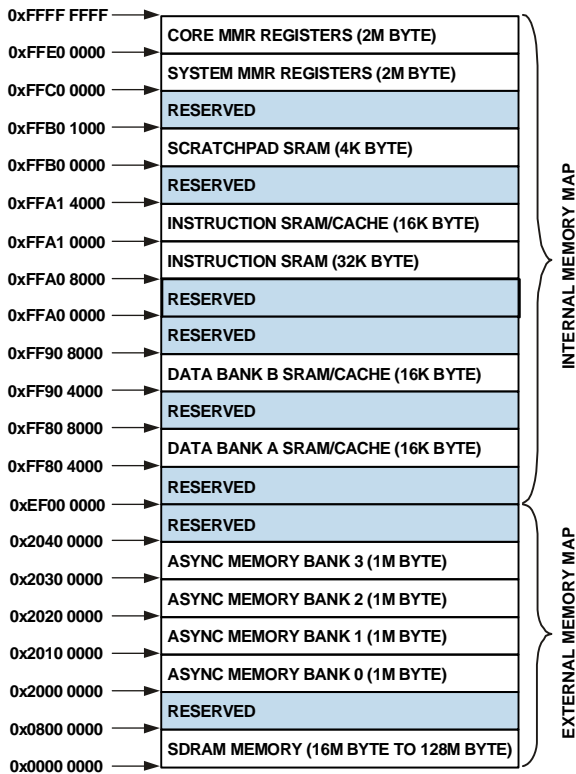 0xFFFF FFFF
CORE MMR REGISTERS (2M BYTE)
0xFFE0 0000
SYSTEM MMR REGISTERS (2M BYTE)
0xFFC0 0000
RESERVED
0xFFB0 1000
SCRATCHPAD SRAM (4K BYTE)
0xFFB0 0000
RESERVED
0xFFA1 4000
INSTRUCTION SRAM/CACHE (16K BYTE)
0xFFA1 0000
INSTRUCTION SRAM (32K BYTE)
0xFFA0 8000
RESERVED
0xFFA0 0000
RESERVED
0xFF90 8000
DATA BANK B SRAM/CACHE (16K BYTE)
0xFF90 4000
RESERVED
0xFF80 8000
DATA BANK A SRAM/CACHE (16K BYTE)
0xFF80 4000
RESERVED
0xEF00 0000
RESERVED
0x2040 0000
ASYNC MEMORY BANK 3 (1M BYTE)
0x2030 0000
ASYNC MEMORY BANK 2 (1M BYTE)
0x2020 0000
ASYNC MEMORY BANK 1 (1M BYTE)
0x2010 0000
ASYNC MEMORY BANK 0 (1M BYTE)
0x2000 0000
RESERVED
0x0800 0000
SDRAM MEMORY (16M BYTE TO 128M BYTE)
0x0000 0000
INTERNAL MEMORY MAP
EXTERNAL MEMORY MAP